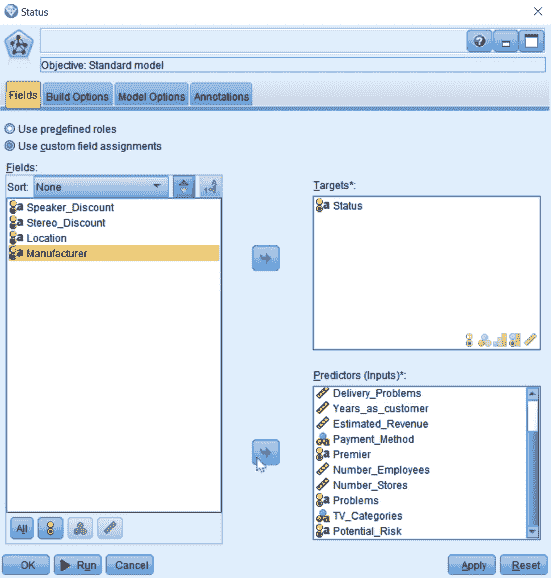 Status
Objective: Standard model
Fields
Build Options
Model Options
Annotations
Use predefined roles
Use custom field assignments
Fields:
Sort:
None
Speaker_Discount
Stereo_Discount
Location
Manufacturer
All
Targets*:
Status
Predictors (Inputs)*:
Delivery_Problems
Years_as_customer
Estimated_Revenue
Payment_Method
Premier
Number_Employees
Number_Stores
Problems
TV_Categories
Potential_Risk
OK
Run
Cancel
Apply
Reset